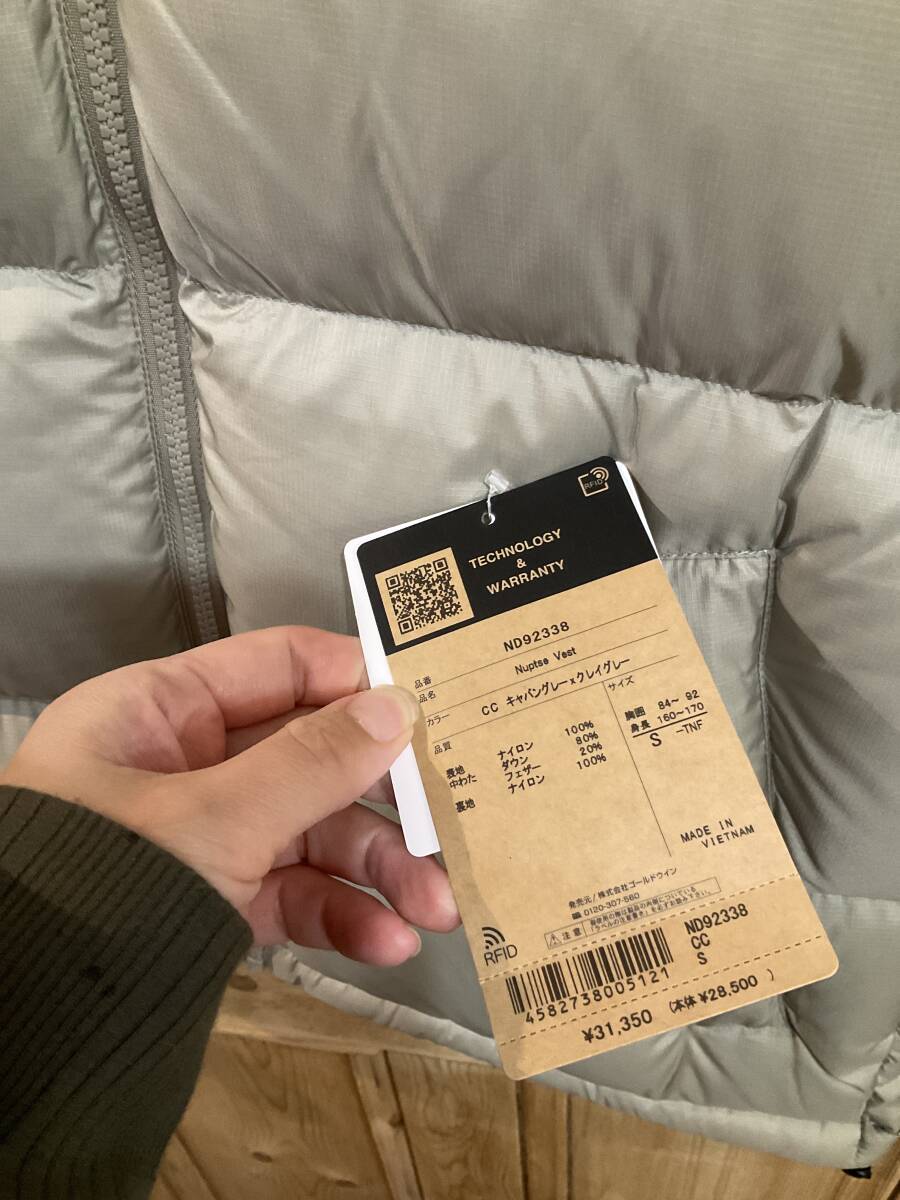 RFID
TECHNOLOGY
&
WARRANTY
品番 ND92338
品名 Nuptse Vest
カラー CC キャバングレー×クレイグレー
品質
表地 ナイロン 100%
中わた ダウン 80%
フェザー 20%
裏地 ナイロン 100%
サイズ
胸囲 84~ 92
身長 160~170
S -TNF
MADE IN
VIETNAM
発売元/株式会社ゴールドウイン
0120-307-560
注意
RFID
ND92338
CC
S
4582738005121
¥31,350 (本体 ¥28,500 )